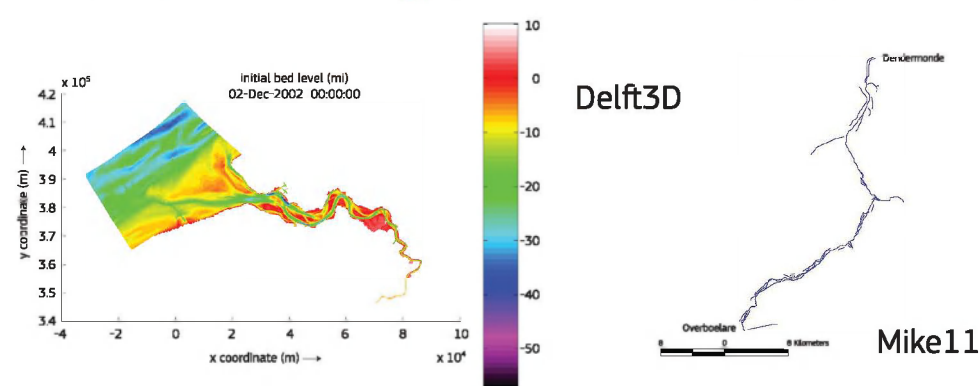 x 10⁵
initial bed level (mi)
02-Dec-2002 00:00:00
4.2
4.1
4
3.9
3.8
3.7
3.6
3.5
3.4
y coordinate (m) →
-4
-2
0
2
4
6
8
10
x coordinate (m) →
x 10⁴
10
0
-10
-20
-30
-40
-50
Delft3D
Dendermonde
Overboelare
0
Kilometers
Mike11